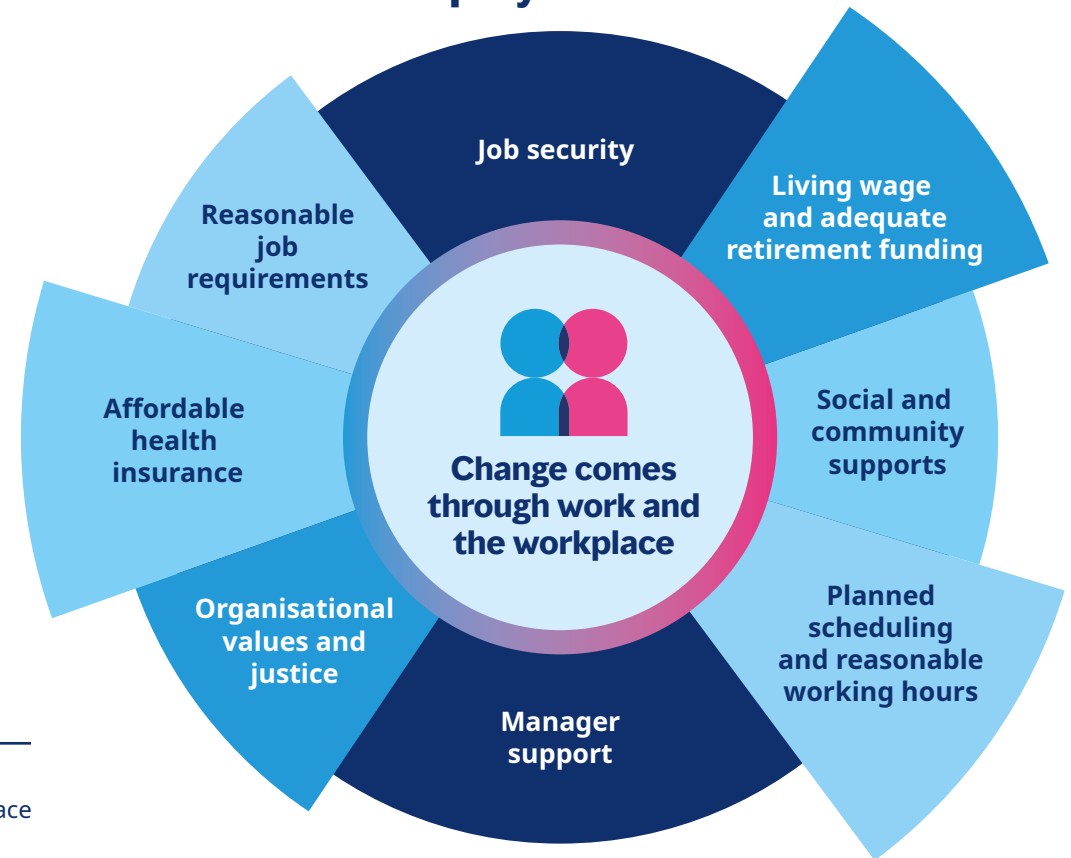 Job security
Living wage
and adequate
retirement funding
Social and
community
supports
Planned
scheduling
and reasonable
working hours
Manager
support
Organisational
values and
justice
Affordable
health
insurance
Reasonable
job
requirements
Change comes
through work and
the workplace